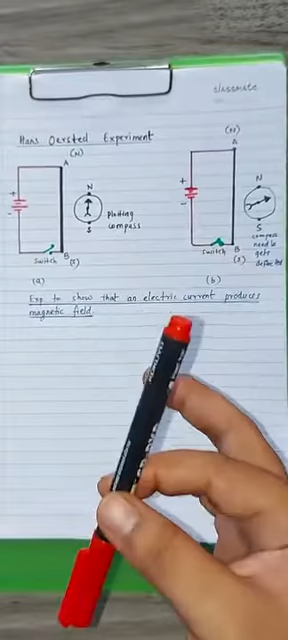 classmate
Hans Oersted Experiment
(N)
A
+
-
N
S
Plotting
compass
Switch
B
(S)
(a)
(N)
A
+
-
N
S
compass
needle
gets
deflected
Switch
B
(S)
(b)
Exp. to show that an electric current produces
magnetic field.